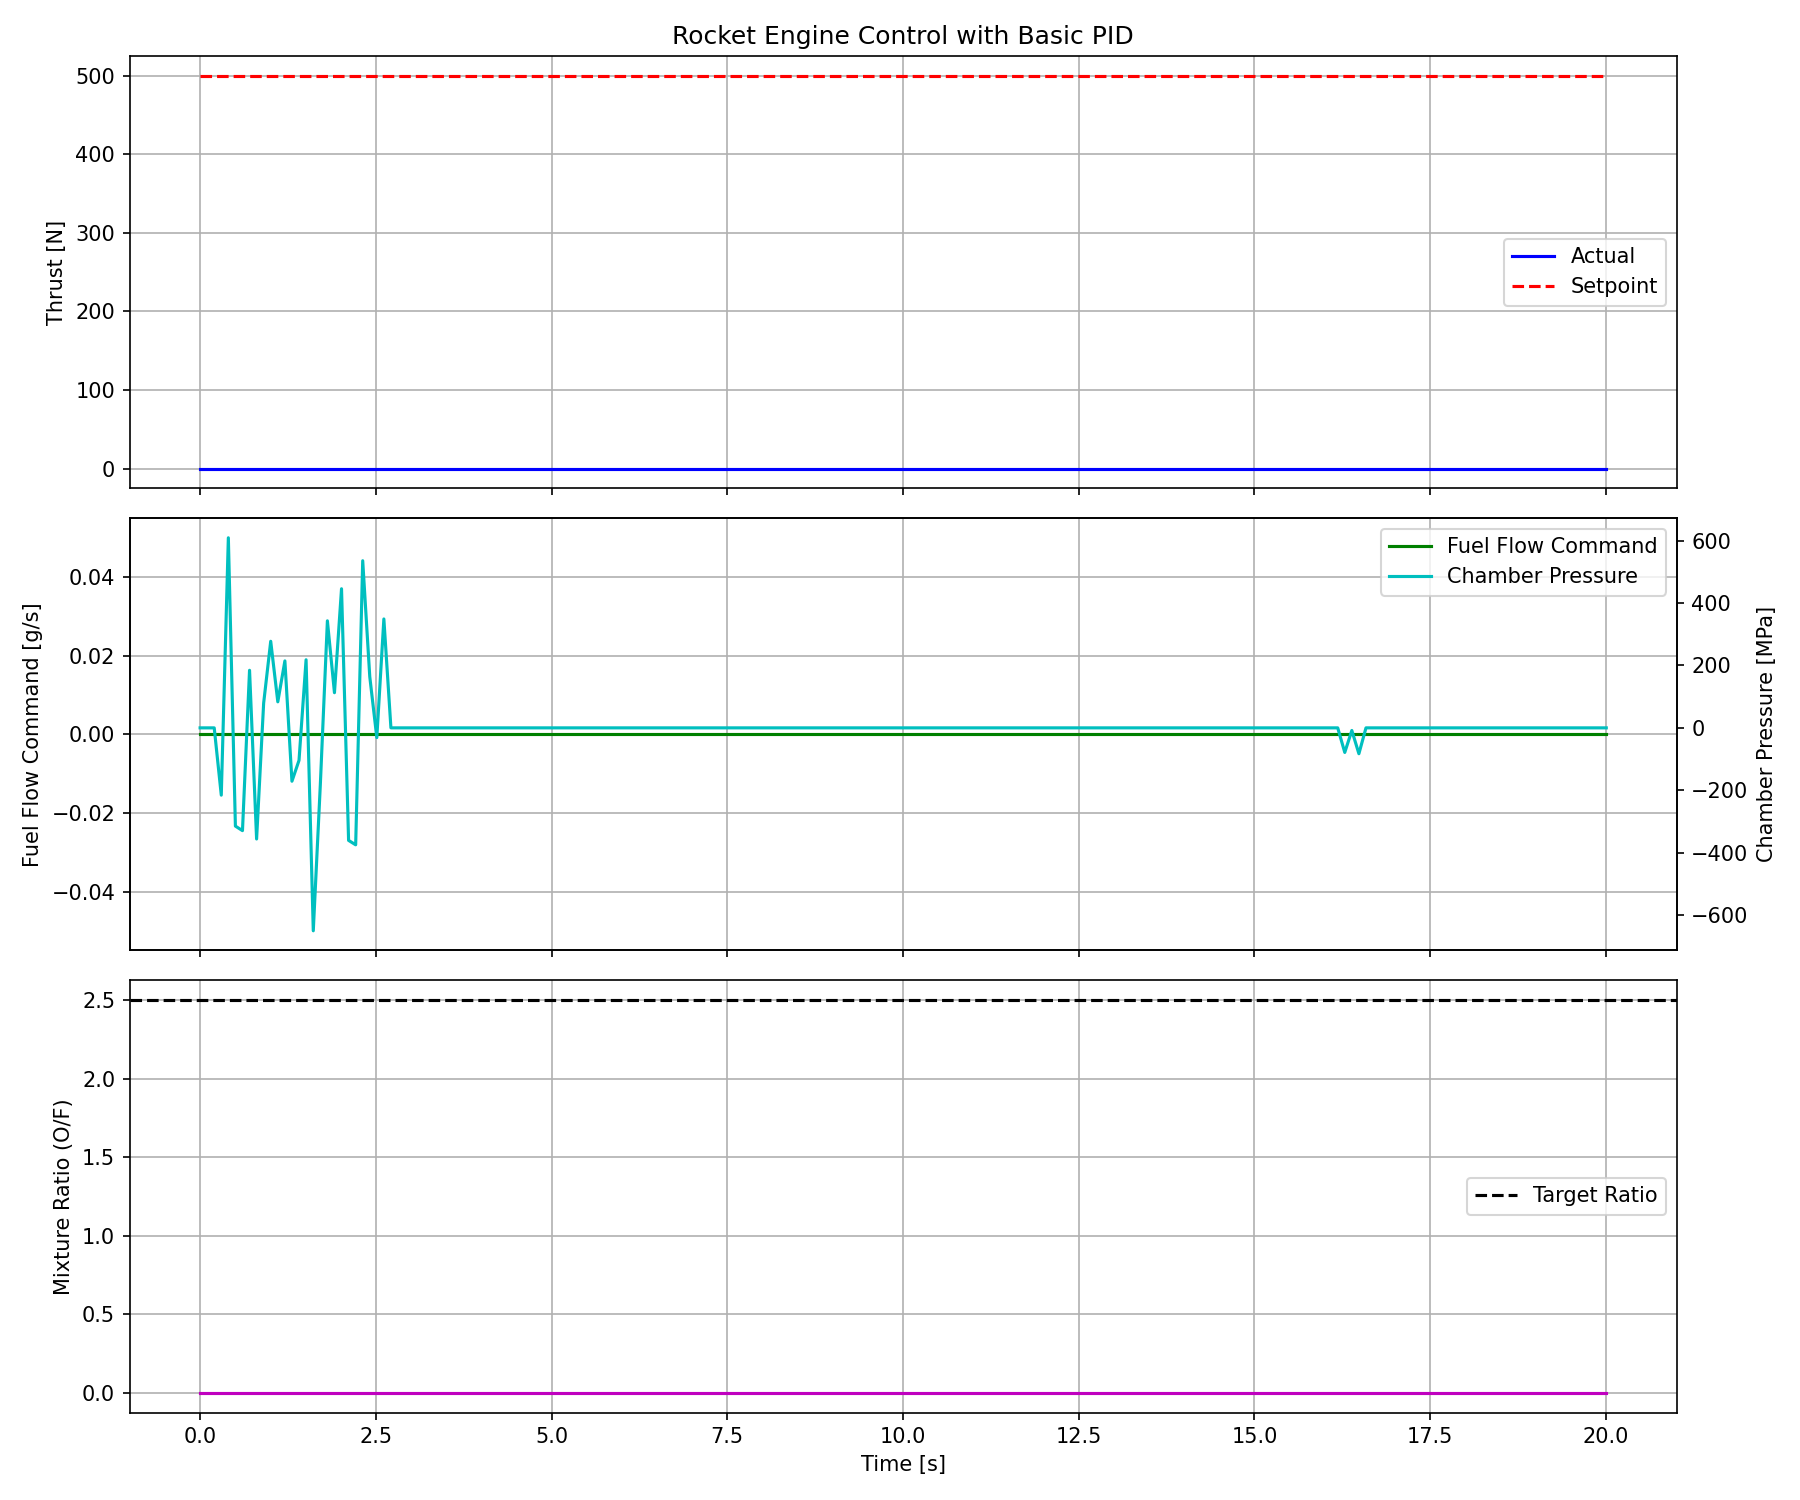 Rocket Engine Control with Basic PID
Thrust [N]
500
400
300
200
100
0
Actual
Setpoint
Fuel Flow Command [g/s]
0.04
0.02
0.00
−0.02
−0.04
Fuel Flow Command
Chamber Pressure
600
400
200
0
−200
−400
−600
Chamber Pressure [MPa]
Mixture Ratio (O/F)
2.5
2.0
1.5
1.0
0.5
0.0
Target Ratio
0.0 2.5 5.0 7.5 10.0 12.5 15.0 17.5 20.0
Time [s]